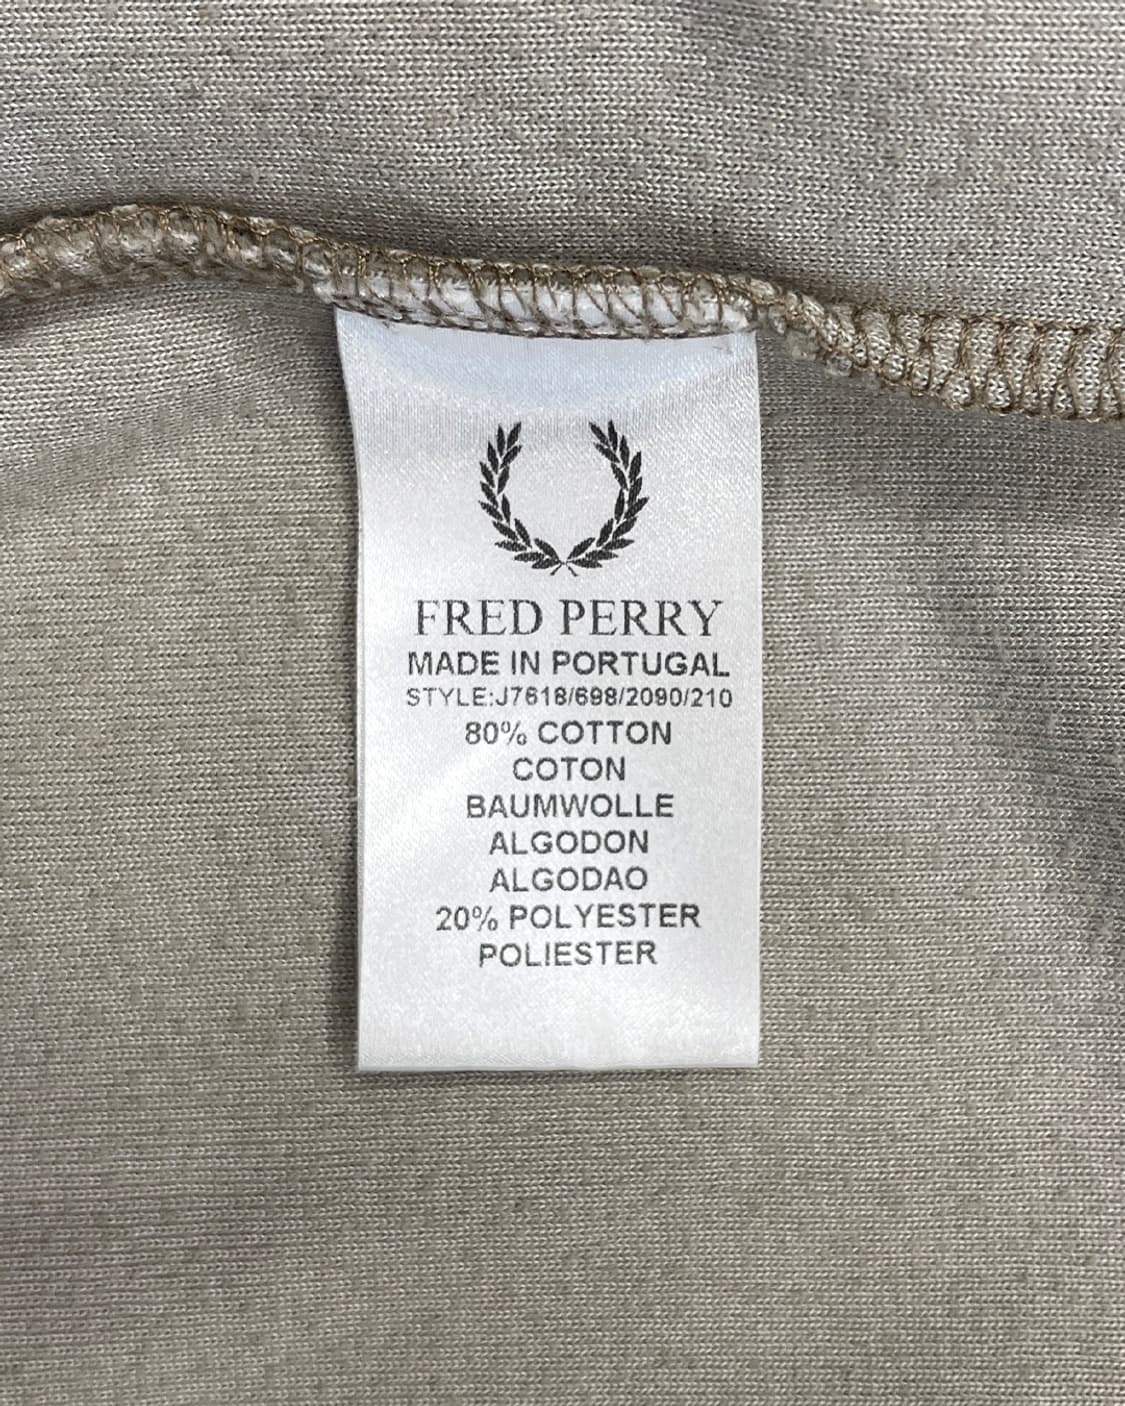 FRED PERRY
MADE IN PORTUGAL
STYLE:J7618/698/2090/210
80% COTTON
COTON
BAUMWOLLE
ALGODON
ALGODAO
20% POLYESTER
POLIESTER